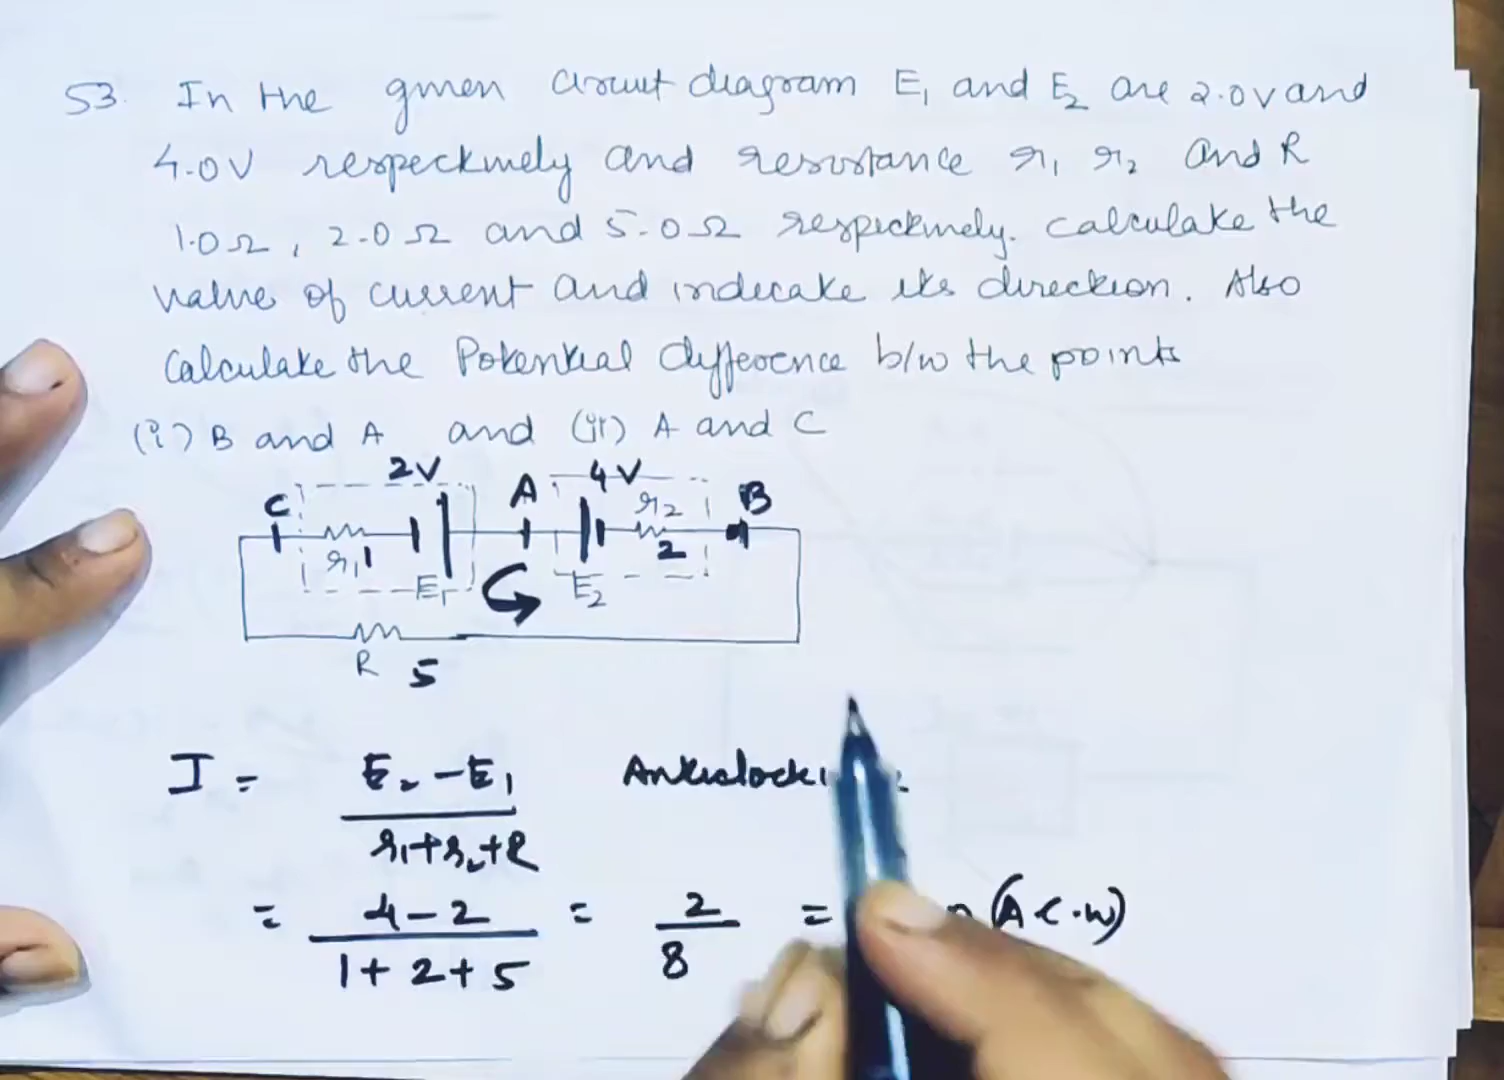 53. In the given circuit diagram E₁ and E₂ are 2.0V and
4.0V respectively and resistance r₁ r₂ and R
1.0Ω, 2.0Ω and 5.0Ω respectively. Calculate the
value of current and indicate its direction. Also
Calculate the Potential difference b/w the points
(i) B and A and (ii) A and C
2V 4V
C A r₂ B
r₁ 1 2
E₁ E₂
R 5
I = E₂ - E₁ / r₁+r₂+R
= 4-2 / 1+2+5 = 2 / 8 = (A C.W)